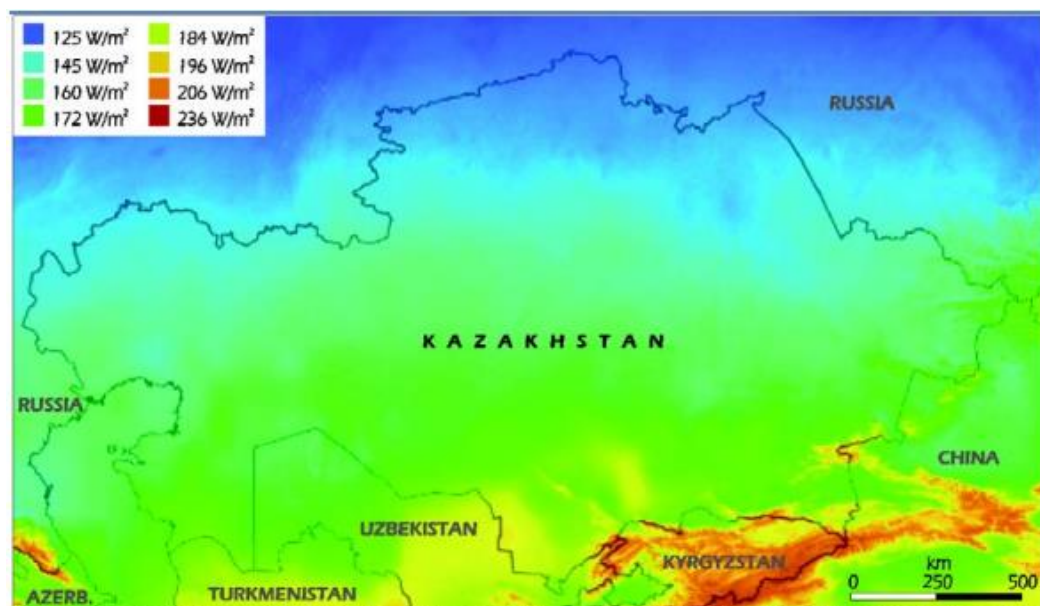 125 W/m²
145 W/m²
160 W/m²
172 W/m²
184 W/m²
196 W/m²
206 W/m²
236 W/m²
RUSSIA
KAZAKHSTAN
RUSSIA
CHINA
UZBEKISTAN
KYRGYZSTAN
AZERB.
TURKMENISTAN
km
0 250 500